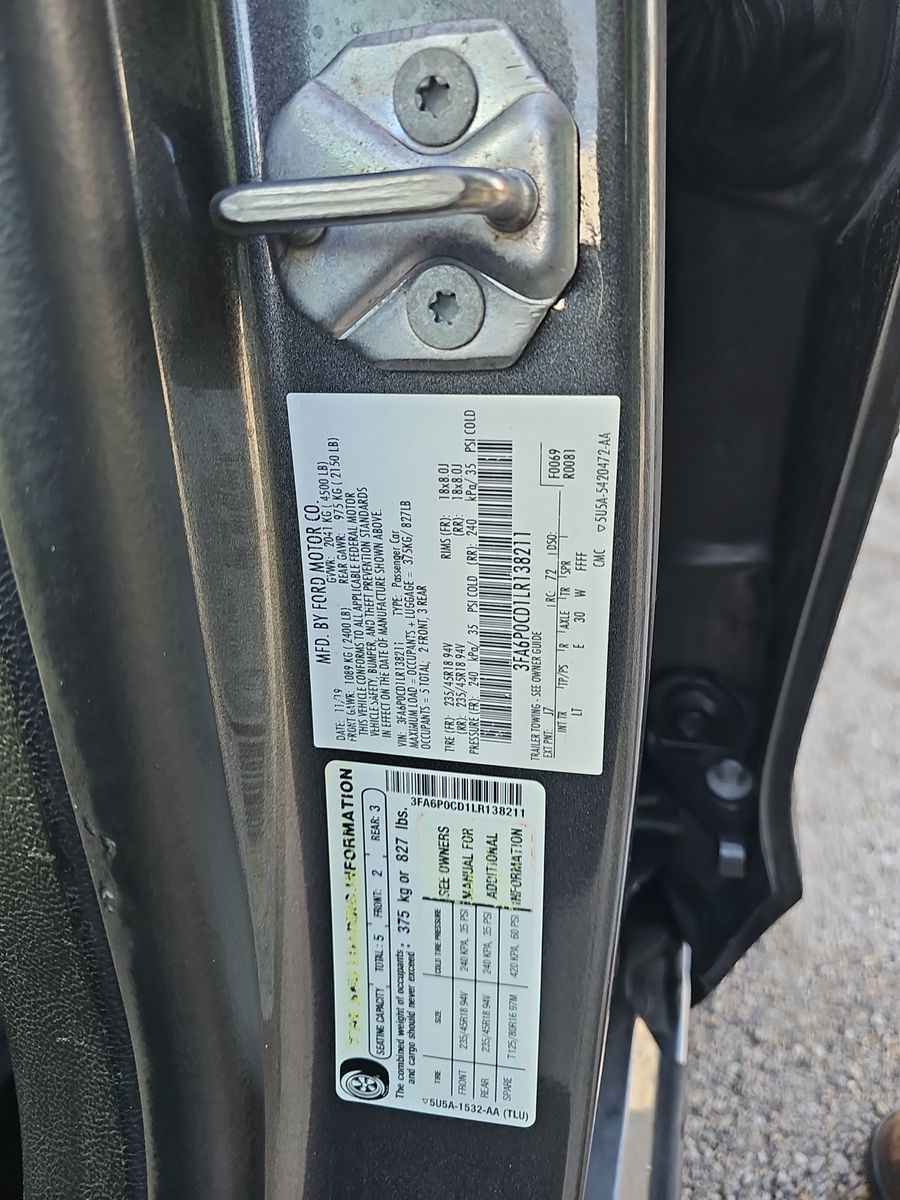 MFD. BY FORD MOTOR CO.
DATE: 11/19 GVWR: 2041 KG ( 4500 LB)
FRONT GAWR: 1089 KG ( 2400 LB) REAR GAWR: 975 KG ( 2150 LB)
THIS VEHICLE CONFORMS TO ALL APPLICABLE FEDERAL MOTOR
VEHICLE SAFETY, BUMPER, AND THEFT PREVENTION STANDARDS
IN EFFECT ON THE DATE OF MANUFACTURE SHOWN ABOVE.
VIN: 3FA6P0CD1LR138211 TYPE: Passenger Car
MAXIMUM LOAD = OCCUPANTS + LUGGAGE = 375KG/ 827LB
OCCUPANTS = 5 TOTAL; 2 FRONT, 3 REAR
TIRE (FR): 235/45R18 94V RIMS (FR): 18x8.0J
(RR): 235/45R18 94V (RR): 18x8.0J
PRESSURE (FR): 240 kPa/ 35 PSI COLD (RR): 240 kPa/ 35 PSI COLD
3FA6P0CD1LR138211
TRAILER TOWING - SEE OWNER GUIDE F0069
EXT PNT: J7 RC: 72 DSO: R0081
INT TR TP/PS R AXLE TR SPR
LT E 30 W FFFF
CMC 5U5A-5420472-AA
TIRE AND LOADING INFORMATION
SEATING CAPACITY TOTAL: 5 FRONT: 2 REAR: 3
The combined weight of occupants
and cargo should never exceed : 375 kg or 827 lbs.
TIRE SIZE COLD TIRE PRESSURE
FRONT 235/45R18 94V 240 KPA, 35 PSI
REAR 235/45R18 94V 240 KPA, 35 PSI
SPARE T125/80R16 97M 420 KPA, 60 PSI
SEE OWNERS
MANUAL FOR
ADDITIONAL
INFORMATION
3FA6P0CD1LR138211
5U5A-1532-AA (TLU)